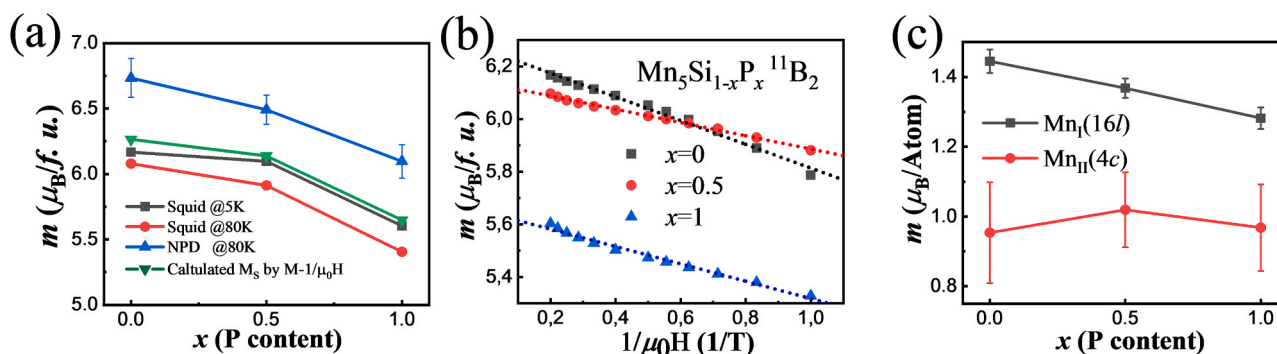 (a)
7.0
6.5
6.0
5.5
5.0
m (μB/f. u.)
Squid @5K
Squid @80K
NPD @80K
Caltulated MS by M-1/μ0H
0.0 0.5 1.0
x (P content)
(b)
6,2
6,0
5,8
5,6
5,4
m (μB/f. u.)
Mn5Si1-xPx 11B2
x=0
x=0.5
x=1
0,2 0,4 0,6 0,8 1,0
1/μ0H (1/T)
(c)
1.4
1.2
1.0
0.8
m (μB/Atom)
MnI(16l)
MnII(4c)
0.0 0.5 1.0
x (P content)